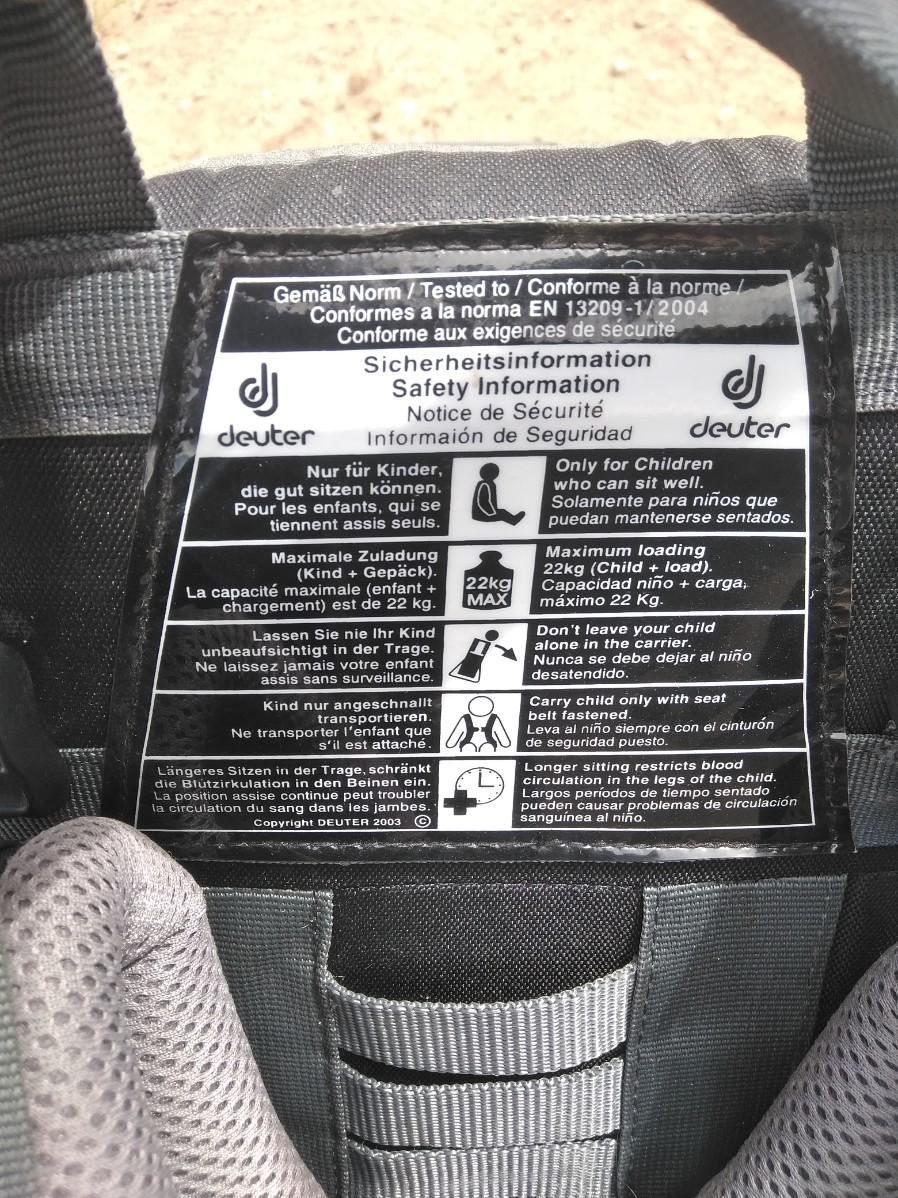 Gemäß Norm / Tested to / Conforme à la norme /
Conformes a la norma EN 13209-1/2004
Conforme aux exigences de sécurité
deuter
Sicherheitsinformation
Safety Information
Notice de Sécurité
Informaión de Seguridad
deuter
Nur für Kinder,
die gut sitzen können.
Pour les enfants, qui se
tiennent assis seuls.
Only for Children
who can sit well.
Solamente para niños que
puedan mantenerse sentados.
Maximale Zuladung
(Kind + Gepäck).
La capacité maximale (enfant +
chargement) est de 22 kg.
22kg
MAX
Maximum loading
22kg (Child + load).
Capacidad niño + carga,
máximo 22 Kg.
Lassen Sie nie Ihr Kind
unbeaufsichtigt in der Trage.
Ne laissez jamais votre enfant
assis sans surveillance.
Don't leave your child
alone in the carrier.
Nunca se debe dejar al niño
desatendido.
Kind nur angeschnallt
transportieren.
Ne transporter l'enfant que
s'il est attaché.
Carry child only with seat
belt fastened.
Leva al niño siempre con el cinturón
de seguridad puesto.
Längeres Sitzen in der Trage, schränkt
die Blutzirkulation in den Beinen ein.
La position assise continue peut troubler
la circulation du sang dans les jambes.
Copyright DEUTER 2003 ©
Longer sitting restricts blood
circulation in the legs of the child.
Largos períodos de tiempo sentado
pueden causar problemas de circulación
sanguínea al niño.